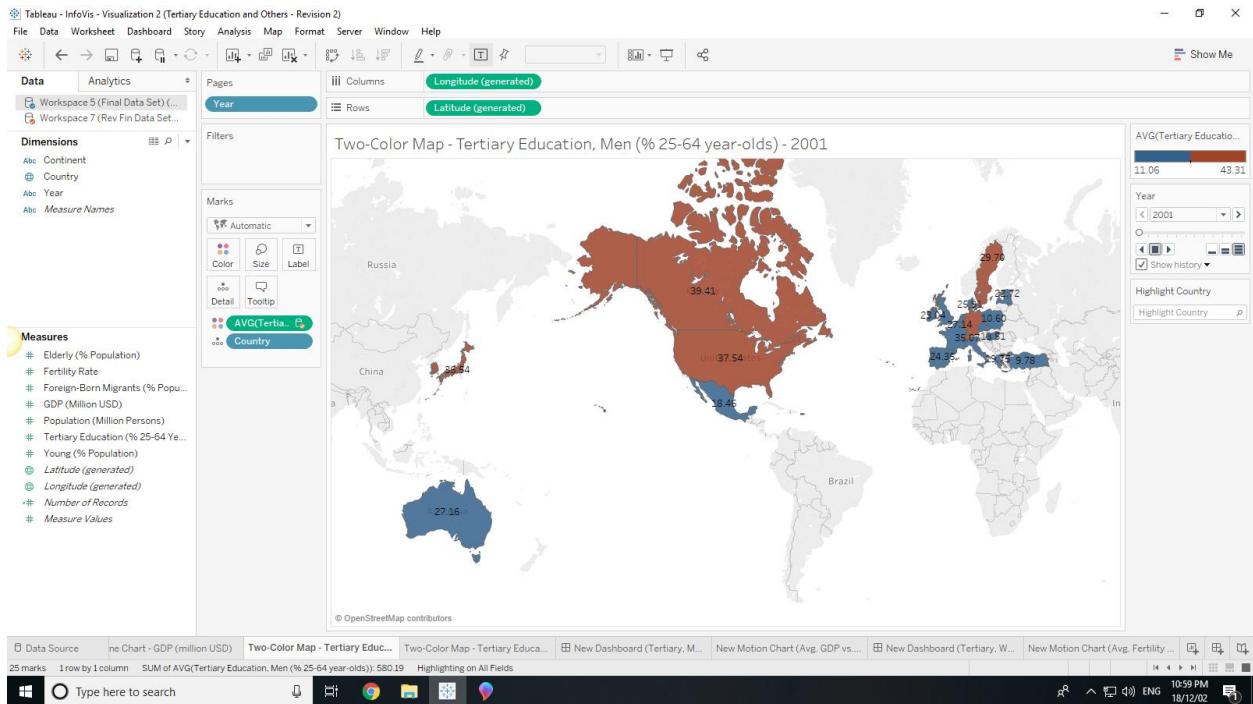 Tableau - InfoVis - Visualization 2 (Tertiary Education and Others - Revision 2)
File Data Worksheet Dashboard Story Analysis Map Format Server Window Help
Show Me
Data Analytics
Workspace 5 (Final Data Set) (...
Workspace 7 (Rev Fin Data Set...
Dimensions
Abc Continent
Country
Abc Year
Abc Measure Names
Measures
# Elderly (% Population)
# Fertility Rate
# Foreign-Born Migrants (% Popu...
# GDP (Million USD)
# Population (Million Persons)
# Tertiary Education (% 25-64 Ye...
# Young (% Population)
Latitude (generated)
Longitude (generated)
# Number of Records
# Measure Values
Pages
Year
Filters
Marks
Automatic
Color Size Label
Detail Tooltip
AVG(Tertia..
Country
Columns Longitude (generated)
Rows Latitude (generated)
Two-Color Map - Tertiary Education, Men (% 25-64 year-olds) - 2001
Russia
China
Brazil
39.41
37.54
18.46
27.16
29.70
10.60
24.35
9.78
© OpenStreetMap contributors
AVG(Tertiary Educatio...
11.06 43.31
Year
2001
Show history
Highlight Country
Highlight Country
Data Source ne Chart - GDP (million USD) Two-Color Map - Tertiary Educ... Two-Color Map - Tertiary Educa... New Dashboard (Tertiary, M... New Motion Chart (Avg. GDP vs.... New Dashboard (Tertiary, W... New Motion Chart (Avg. Fertility ...
25 marks 1 row by 1 column SUM of AVG(Tertiary Education, Men (% 25-64 year-olds)): 580.19 Highlighting on All Fields
Type here to search
ENG
10:59 PM
18/12/02